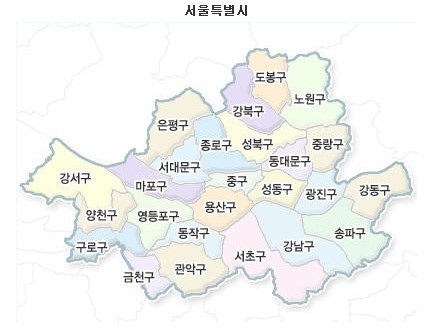 서울특별시
도봉구
노원구
강북구
은평구
성북구
중랑구
종로구
동대문구
서대문구
강서구
마포구
중구
성동구
광진구
강동구
양천구
영등포구
용산구
동작구
송파구
구로구
서초구
강남구
금천구
관악구